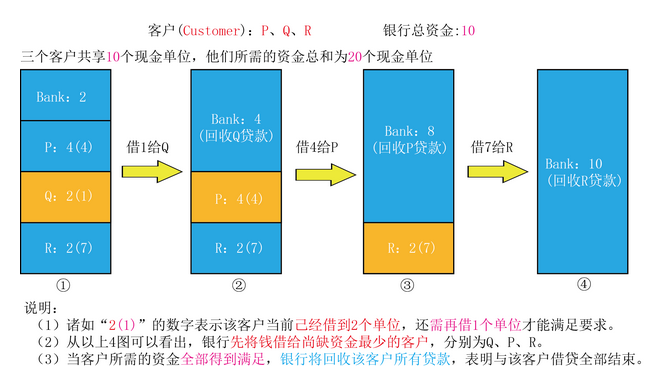 客户(Customer)：P、Q、R 银行总资金:10
三个客户共享10个现金单位，他们所需的资金总和为20个现金单位
Bank：2
P：4(4)
Q：2(1)
R：2(7)
①
借1给Q
Bank：4
(回收Q贷款)
P：4(4)
R：2(7)
②
借4给P
Bank：8
(回收P贷款)
R：2(7)
③
借7给R
Bank：10
(回收R贷款)
④
说明：
（1）诸如“2(1)”的数字表示该客户当前己经借到2个单位，还需再借1个单位才能满足要求。
（2）从以上4图可以看出，银行先将钱借给尚缺资金最少的客户，分别为Q、P、R。
（3）当客户所需的资金全部得到满足，银行将回收该客户所有贷款，表明与该客户借贷全部结束。